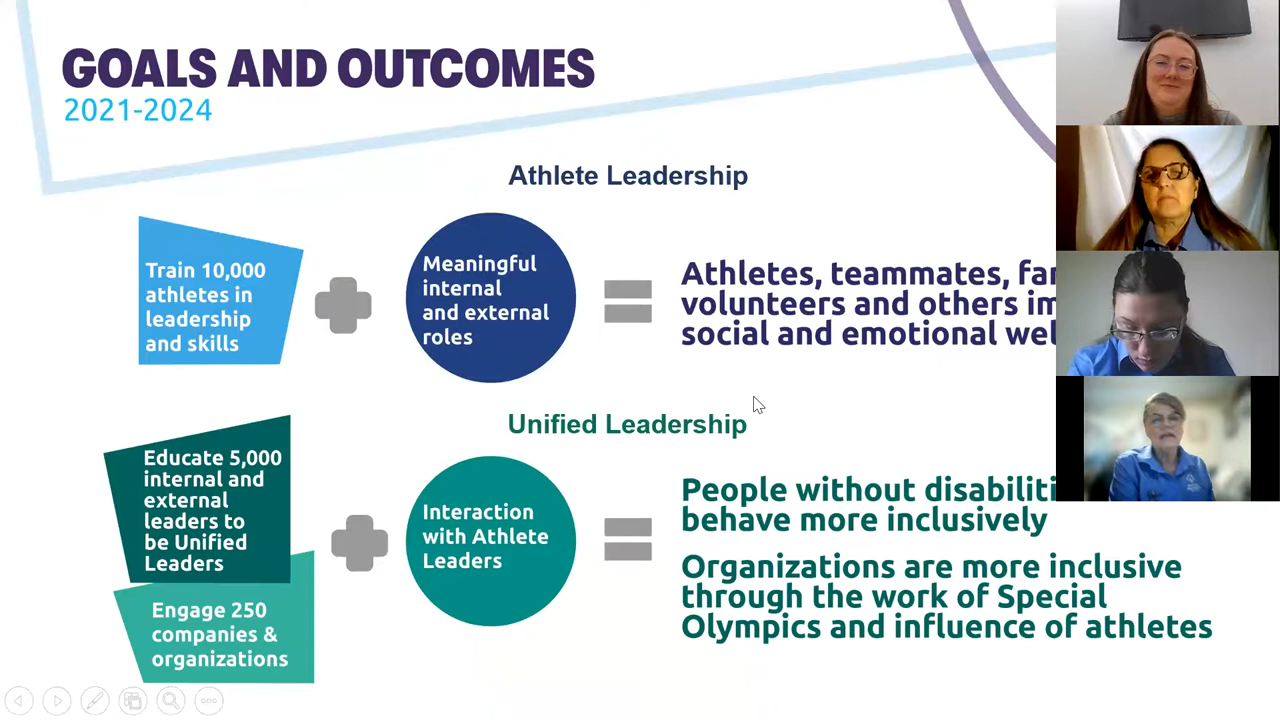 GOALS AND OUTCOMES
2021-2024
Athlete Leadership
Train 10,000
athletes in
leadership
and skills
Meaningful
internal
and external
roles
Athletes, teammates,
volunteers and others
social and emotional
Unified Leadership
Educate 5,000
internal and
external
leaders to
be Unified
Leaders
Engage 250
companies &
organizations
Interaction
with Athlete
Leaders
People without
behave more inclusively
Organizations are more inclusive
through the work of Special
Olympics and influence of athletes